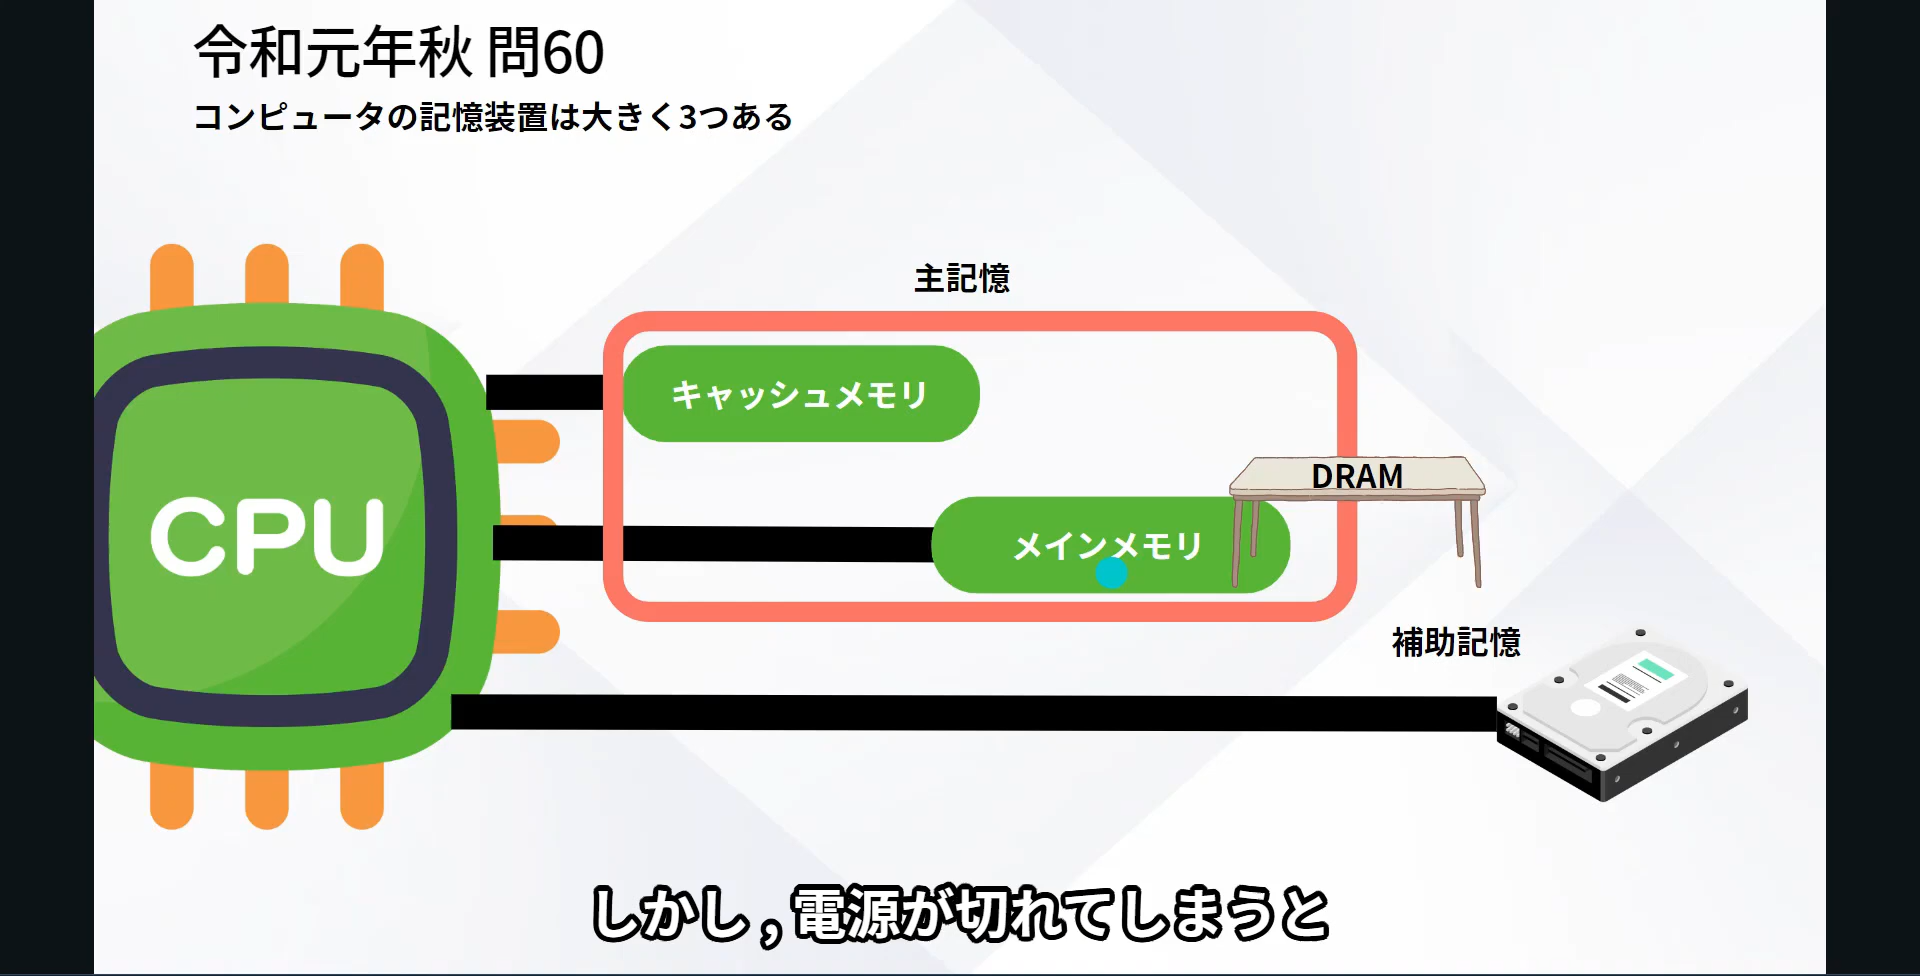 令和元年秋 問60
コンピュータの記憶装置は大きく3つある
主記憶
キャッシュメモリ
DRAM
CPU
メインメモリ
補助記憶
しかし,電源が切れてしまうと